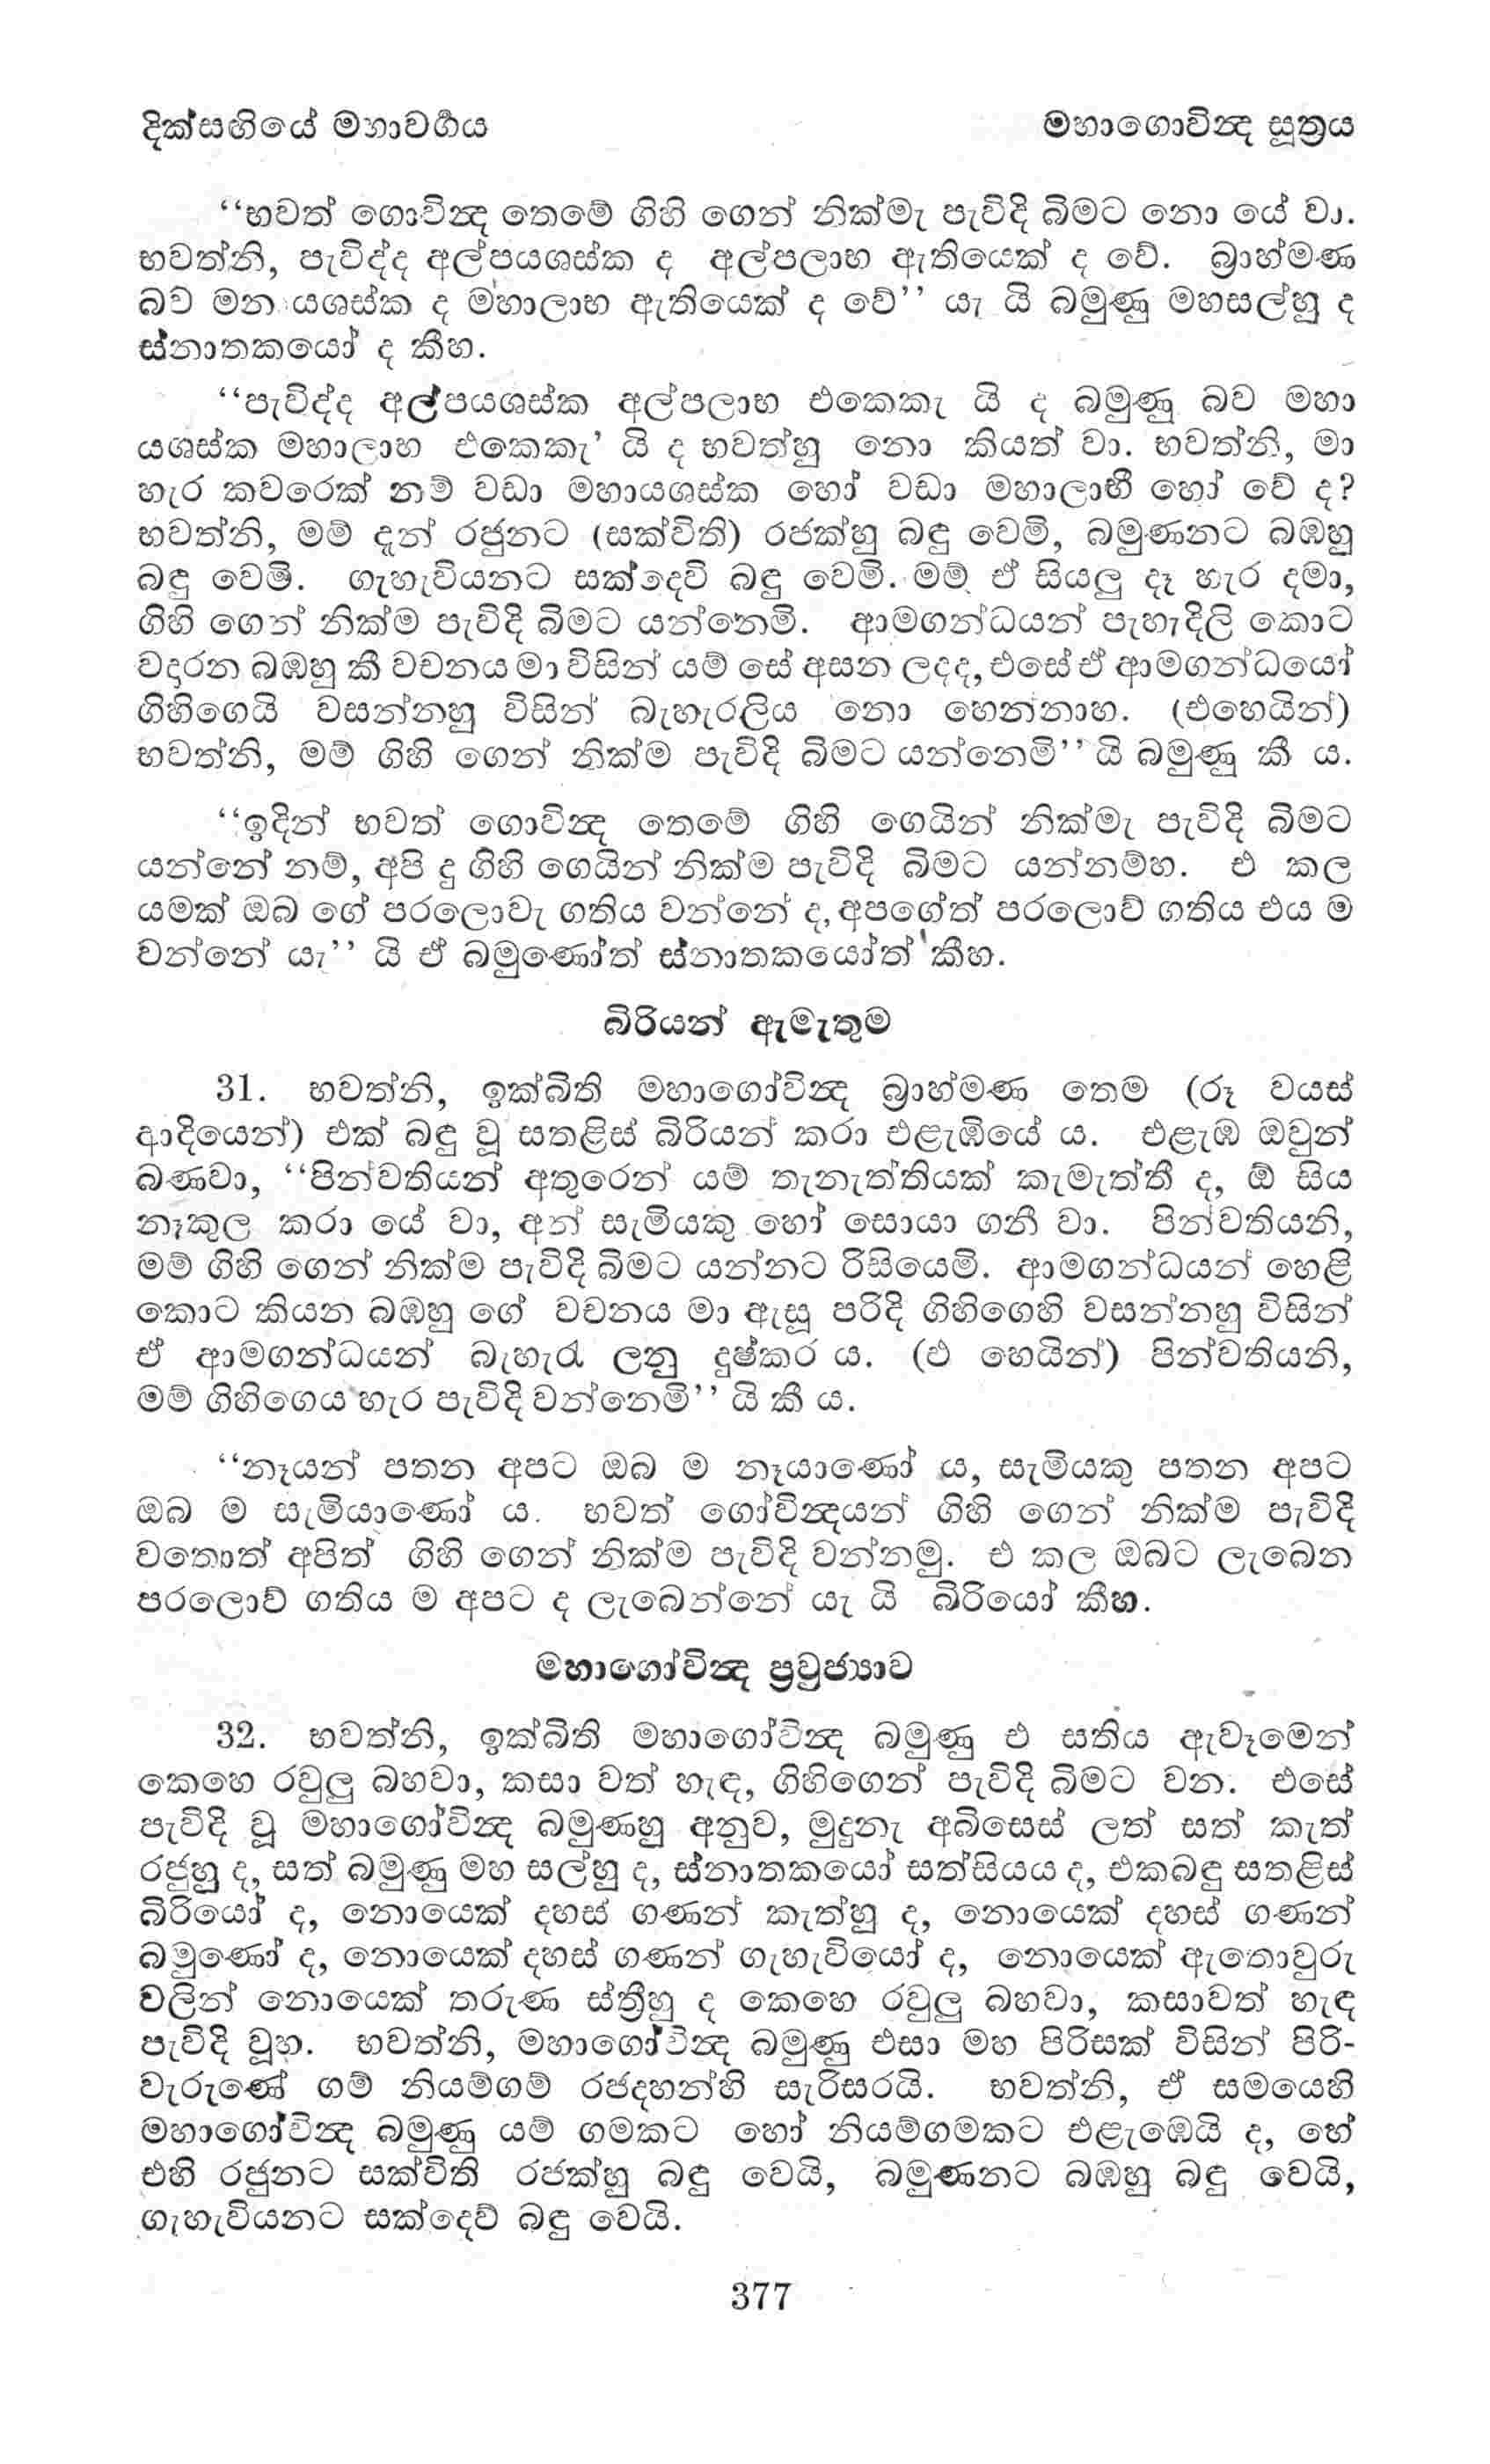 දික්සඟියේ මහාවර්‍ගය
මහාගොවින්‍ද සූත්‍රය
‘‘භවත් ගොවින්‍ද තෙමේ ගිහි ගෙන් නික්මැ පැවිදි බිමට නො යේ වා.
භවත්නි, පැවිද්ද අල්පයශස්ක ද අල්පලාභ ඇතියෙක් ද වේ. බ්‍රාහ්මණ
බව මහායශස්ක ද මහාලාභ ඇතියෙක් ද වේ’’ යැ යි බමුණු මහසල්හු ද
ස්නාතකයෝ ද කීහ.
‘‘පැවිද්ද අල්පයශස්ක අල්පලාභ එකෙකැ යි ද බමුණු බව මහා
යශස්ක මහාලාභ එකෙකැ’ යි ද භවත්හු නො කියත් වා. භවත්නි, මා
හැර කවරෙක් නම් වඩා මහායශස්ක හෝ වඩා මහාලාභී හෝ වේ ද?
භවත්නි, මම් දැන් රජුනට (සක්විති) රජක්හු බඳු වෙමි, බමුණනට බඹහු
බඳු වෙමි. ගැහැවියනට සක්දෙව් බඳු වෙමි. මම් ඒ සියලු දෑ හැර දමා,
ගිහි ගෙන් නික්ම පැවිදි බිමට යන්නෙමි. ආමගන්ධයන් පැහැදිලි කොට
වදාරන බඹහු කී වචනය මා විසින් යම් සේ අසන ලදද, එසේ ඒ ආමගන්ධයෝ
ගිහිගෙයි වසන්නහු විසින් බැහැරලිය නො හෙන්නාහ. (එහෙයින්)
භවත්නි, මම් ගිහි ගෙන් නික්ම පැවිදි බිමට යන්නෙමි’’ යි බමුණු කී ය.
‘‘ඉදින් භවත් ගොවින්‍ද තෙමේ ගිහි ගෙයින් නික්මැ පැවිදි බිමට
යන්නේ නම්, අපි දු ගිහි ගෙයින් නික්ම පැවිදි බිමට යන්නම්හ. එ කල
යමක් ඔබ ගේ පරලොවැ ගතිය වන්නේ ද, අපගේත් පරලොව් ගතිය එය ම
වන්නේ යැ’’ යි ඒ බමුණෝත් ස්නාතකයෝත් කීහ.
බිරියන් ඇමැතුම
31. භවත්නි, ඉක්බිති මහාගෝවින්‍ද බ්‍රාහ්මණ තෙම (රූ වයස්
ආදියෙන්) එක් බඳු වූ සතළිස් බිරියන් කරා එළැඹියේ ය. එළැඹ ඔවුන්
බණවා, ‘‘පින්වතියන් අතුරෙන් යම් තැනැත්තියක් කැමැත්තී ද, ඕ සිය
නෑකුල කරා යේ වා, අන් සැමියකු හෝ සොයා ගනී වා. පින්වතියනි,
මම් ගිහි ගෙන් නික්ම පැවිදි බිමට යන්නට රිසියෙමි. ආමගන්ධයන් හෙළි
කොට කියන බඹහු ගේ වචනය මා ඇසූ පරිදි ගිහිගෙහි වසන්නහු විසින්
ඒ ආමගන්ධයන් බැහැරැ ලනු දුෂ්කර ය. (එ හෙයින්) පින්වතියනි,
මම් ගිහිගෙය හැර පැවිදි වන්නෙමි’’ යි කී ය.
‘‘නෑයන් පතන අපට ඔබ ම නෑයාණෝ ය, සැමියකු පතන අපට
ඔබ ම සැමියාණෝ ය. භවත් ගෝවින්‍දයන් ගිහි ගෙන් නික්ම පැවිදි
වතොත් අපිත් ගිහි ගෙන් නික්ම පැවිදි වන්නමු. එ කල ඔබට ලැබෙන
පරලොව් ගතිය ම අපට ද ලැබෙන්නේ යැ යි බිරියෝ කීහ.
මහාගෝවින්‍ද ප්‍රව්‍රජ්‍යාව
32. භවත්නි, ඉක්බිති මහාගෝවින්‍ද බමුණු එ සතිය ඇවෑමෙන්
කෙහෙ රවුලු බහවා, කසා වත් හැඳ, ගිහිගෙන් පැවිදි බිමට වන. එසේ
පැවිදි වූ මහාගෝවින්‍ද බමුණහු අනුව, මුදුනැ අබිසෙස් ලත් සත් කැත්
රජුහු ද, සත් බමුණු මහ සල්හු ද, ස්නාතකයෝ සත්සියය ද, එකබඳු සතළිස්
බිරියෝ ද, නොයෙක් දහස් ගණන් කැත්හු ද, නොයෙක් දහස් ගණන්
බමුණෝ ද, නොයෙක් දහස් ගණන් ගැහැවියෝ ද, නොයෙක් ඇතොවුරු
වලින් නොයෙක් තරුණ ස්ත්‍රීහු ද කෙහෙ රවුලු බහවා, කසාවත් හැඳ
පැවිදි වූහ. භවත්නි, මහාගෝවින්‍ද බමුණු එසා මහ පිරිසක් විසින් පිරි-
වැරුණේ ගම් නියම්ගම් රජදහන්හි සැරිසරයි. භවත්නි, ඒ සමයෙහි
මහාගෝවින්‍ද බමුණු යම් ගමකට හෝ නියම්ගමකට එළැඹෙයි ද, හේ
එහි රජුනට සක්විති රජක්හු බඳු වෙයි, බමුණනට බඹහු බඳු වෙයි,
ගැහැවියනට සක්දෙව් බඳු වෙයි.
377